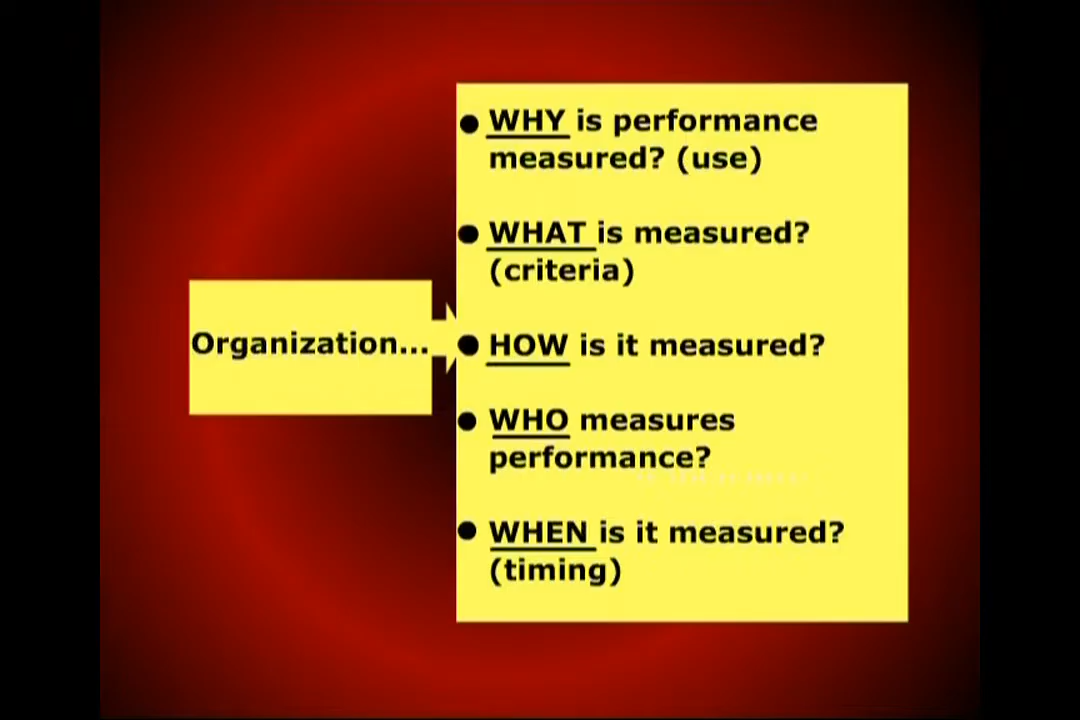 Organization...
● WHY is performance
measured? (use)
● WHAT is measured?
(criteria)
● HOW is it measured?
● WHO measures
performance?
● WHEN is it measured?
(timing)